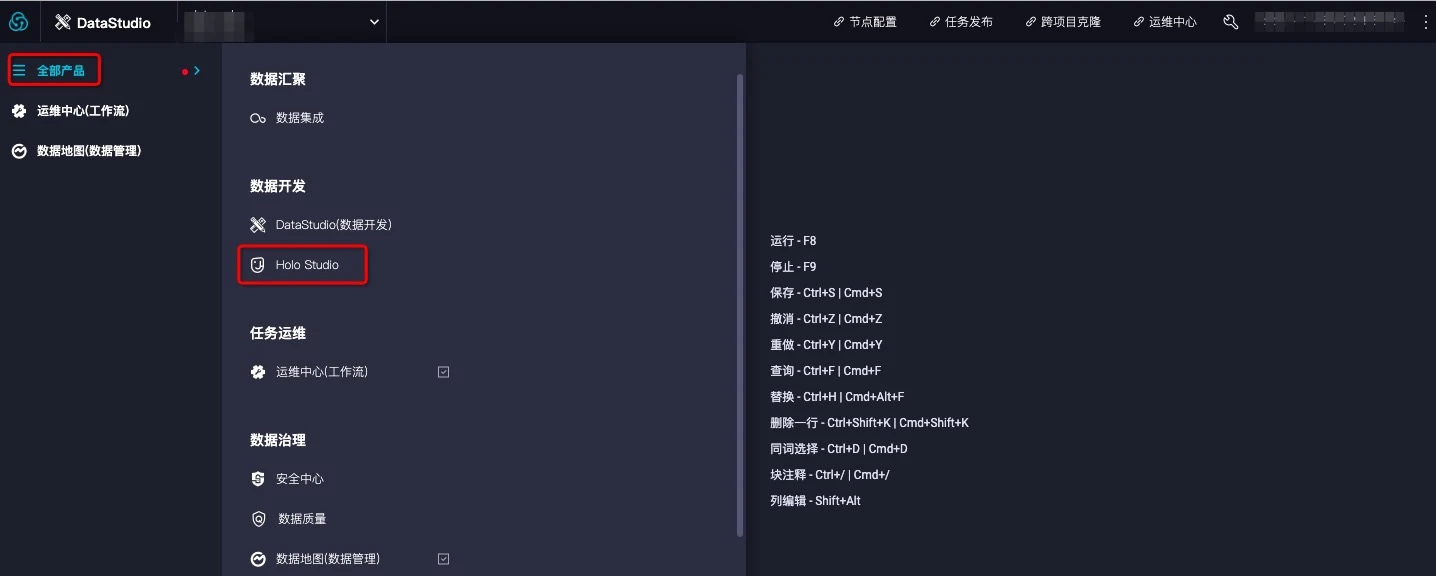 DataStudio
节点配置
任务发布
跨项目克隆
运维中心
全部产品
运维中心(工作流)
数据地图(数据管理)
数据汇聚
数据集成
数据开发
DataStudio(数据开发)
Holo Studio
任务运维
运维中心(工作流)
数据治理
安全中心
数据质量
数据地图(数据管理)
运行 - F8
停止 - F9
保存 - Ctrl+S | Cmd+S
撤消 - Ctrl+Z | Cmd+Z
重做 - Ctrl+Y | Cmd+Y
查询 - Ctrl+F | Cmd+F
替换 - Ctrl+H | Cmd+Alt+F
删除一行 - Ctrl+Shift+K | Cmd+Shift+K
同词选择 - Ctrl+D | Cmd+D
块注释 - Ctrl+/ | Cmd+/
列编辑 - Shift+Alt